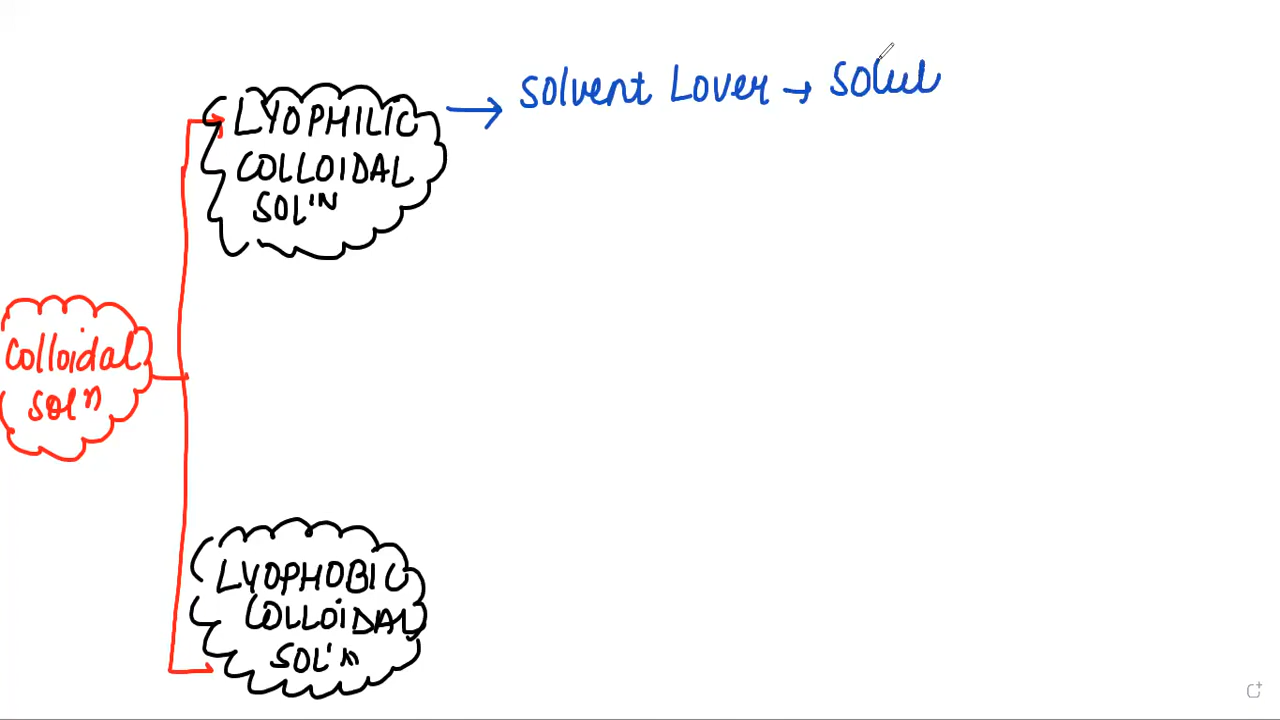 Solvent Lover → Solul
LYOPHILIC
COLLOIDAL
SOL'N
Colloidal
Sol'n
LYOPHOBIC
COLLOIDAL
SOL'n